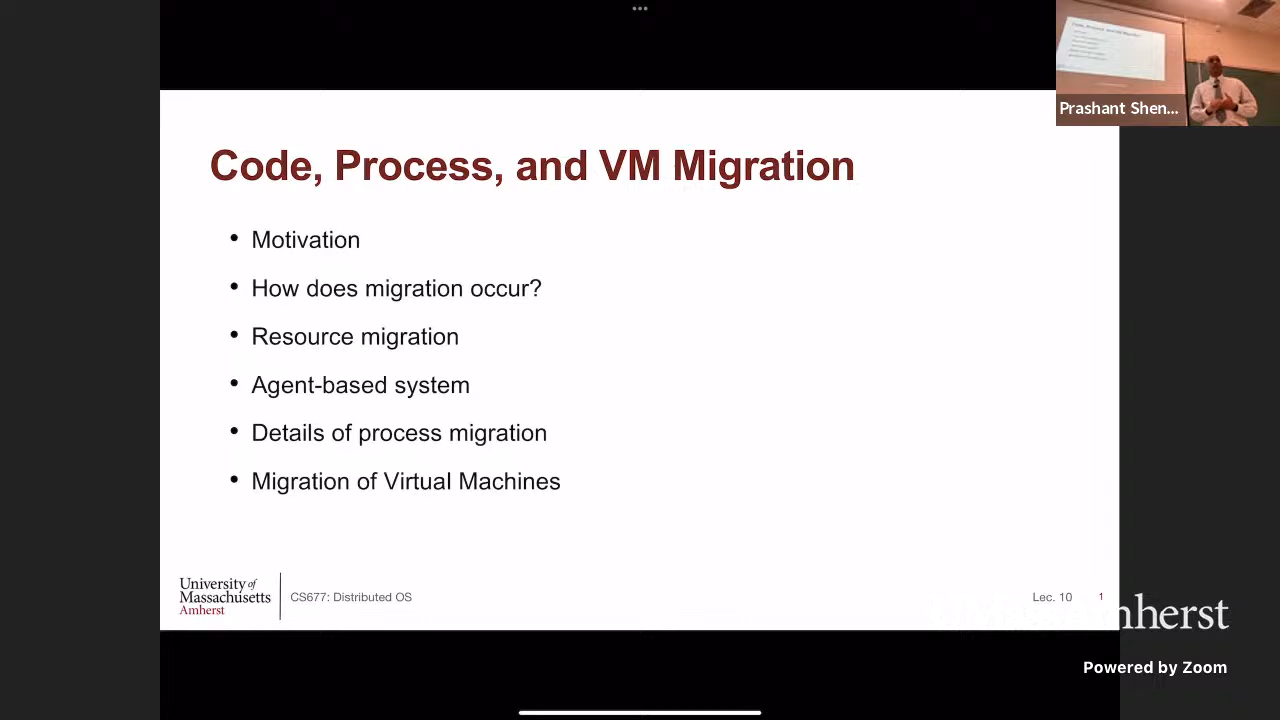 Code, Process, and VM Migration
Prashant Shen...
• Motivation
• How does migration occur?
• Resource migration
• Agent-based system
• Details of process migration
• Migration of Virtual Machines
University of
Massachusetts
Amherst
CS677: Distributed OS
Lec. 10 1
Amherst
Powered by Zoom